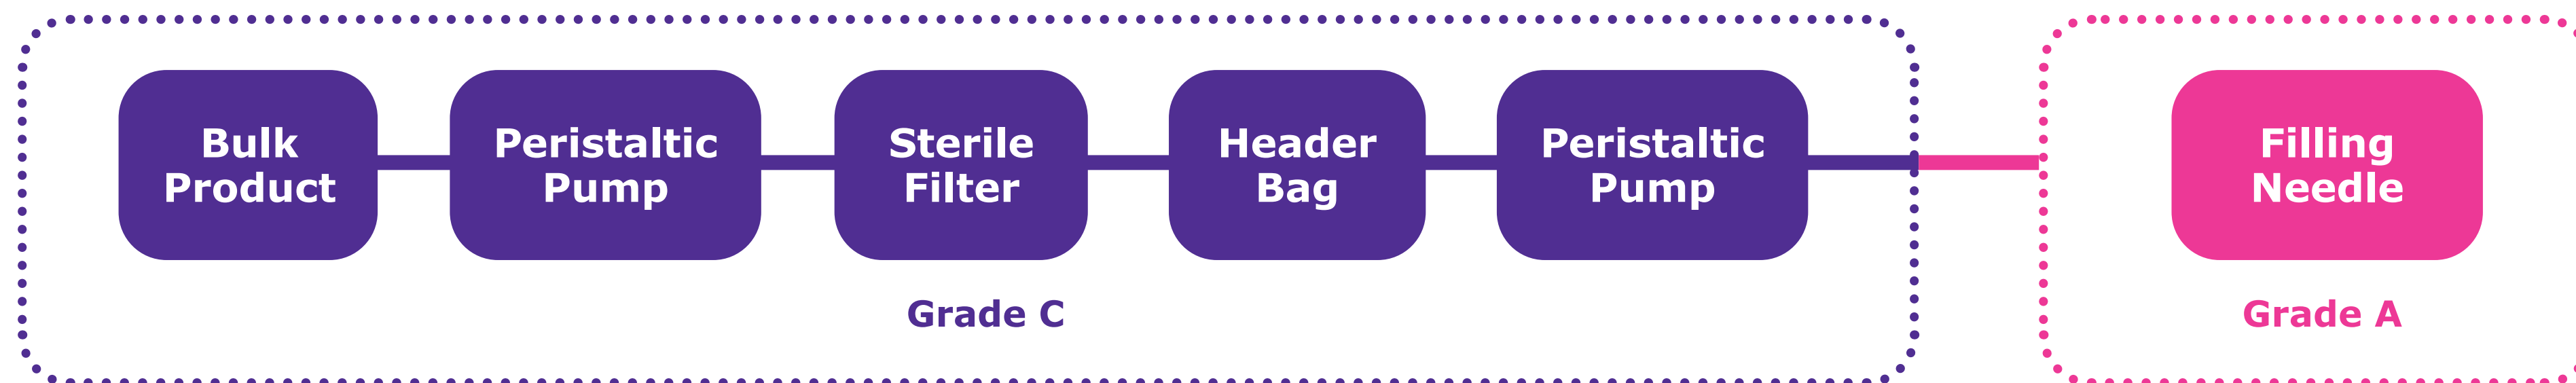 Bulk
Product
Peristaltic
Pump
Sterile
Filter
Header
Bag
Peristaltic
Pump
Filling
Needle
Grade C
Grade A